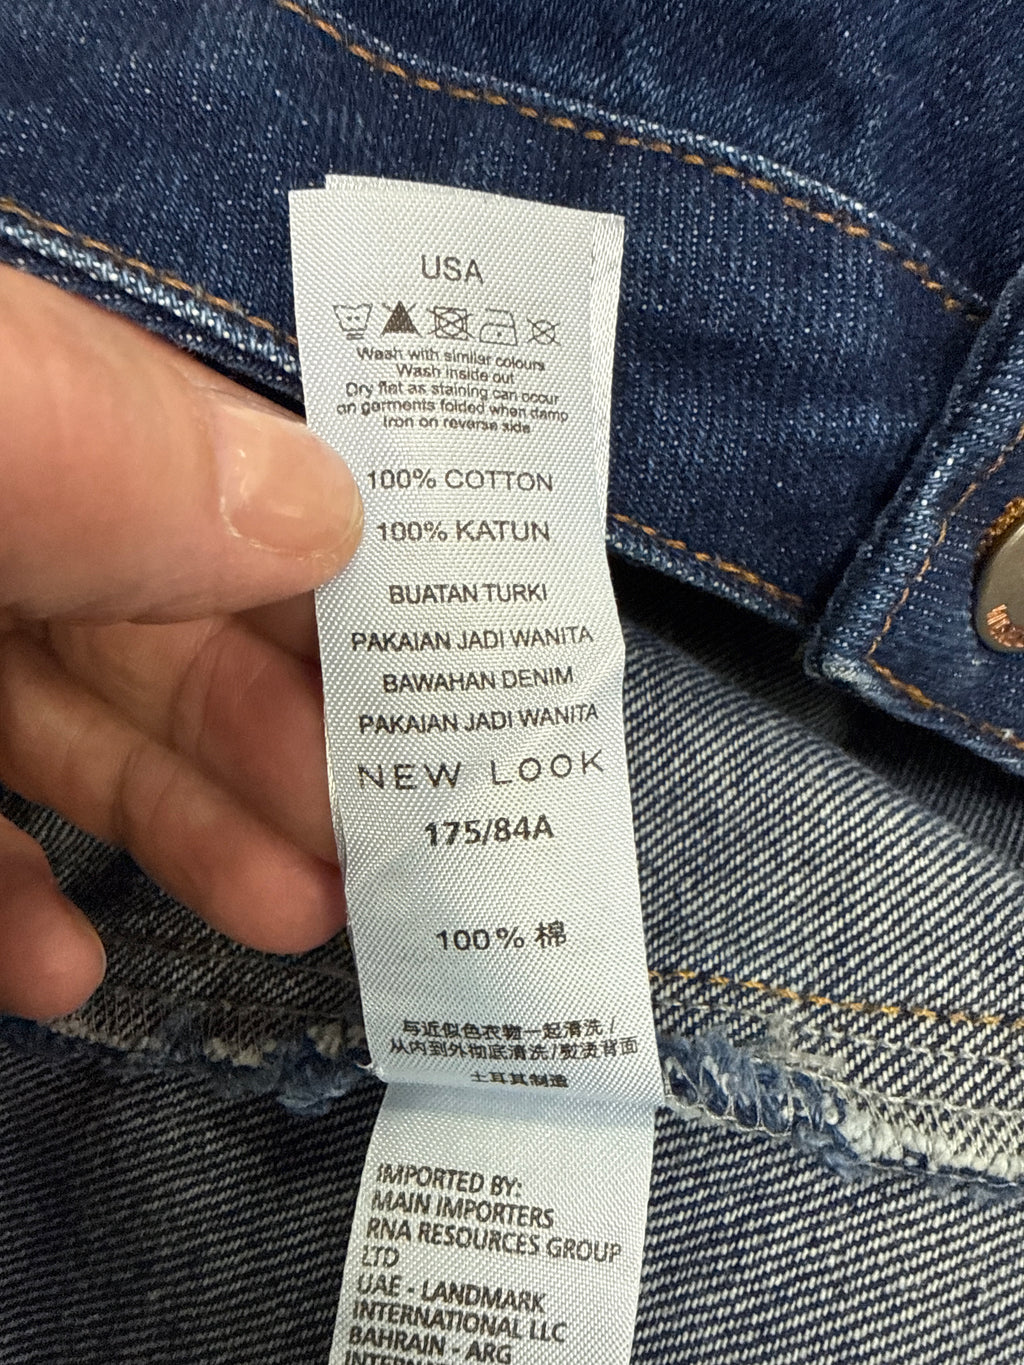 USA
Wash with similar colours
Wash inside out
Dry flat as staining can occur
on garments folded when damp
Iron on reverse side
100% COTTON
100% KATUN
BUATAN TURKI
PAKAIAN JADI WANITA
BAWAHAN DENIM
PAKAIAN JADI WANITA
NEW LOOK
175/84A
100% 棉
与近似色衣物一起清洗 /
从内到外彻底清洗/熨烫背面
土耳其制造
IMPORTED BY:
MAIN IMPORTERS
RNA RESOURCES GROUP
LTD
UAE - LANDMARK
INTERNATIONAL LLC
BAHRAIN - ARG